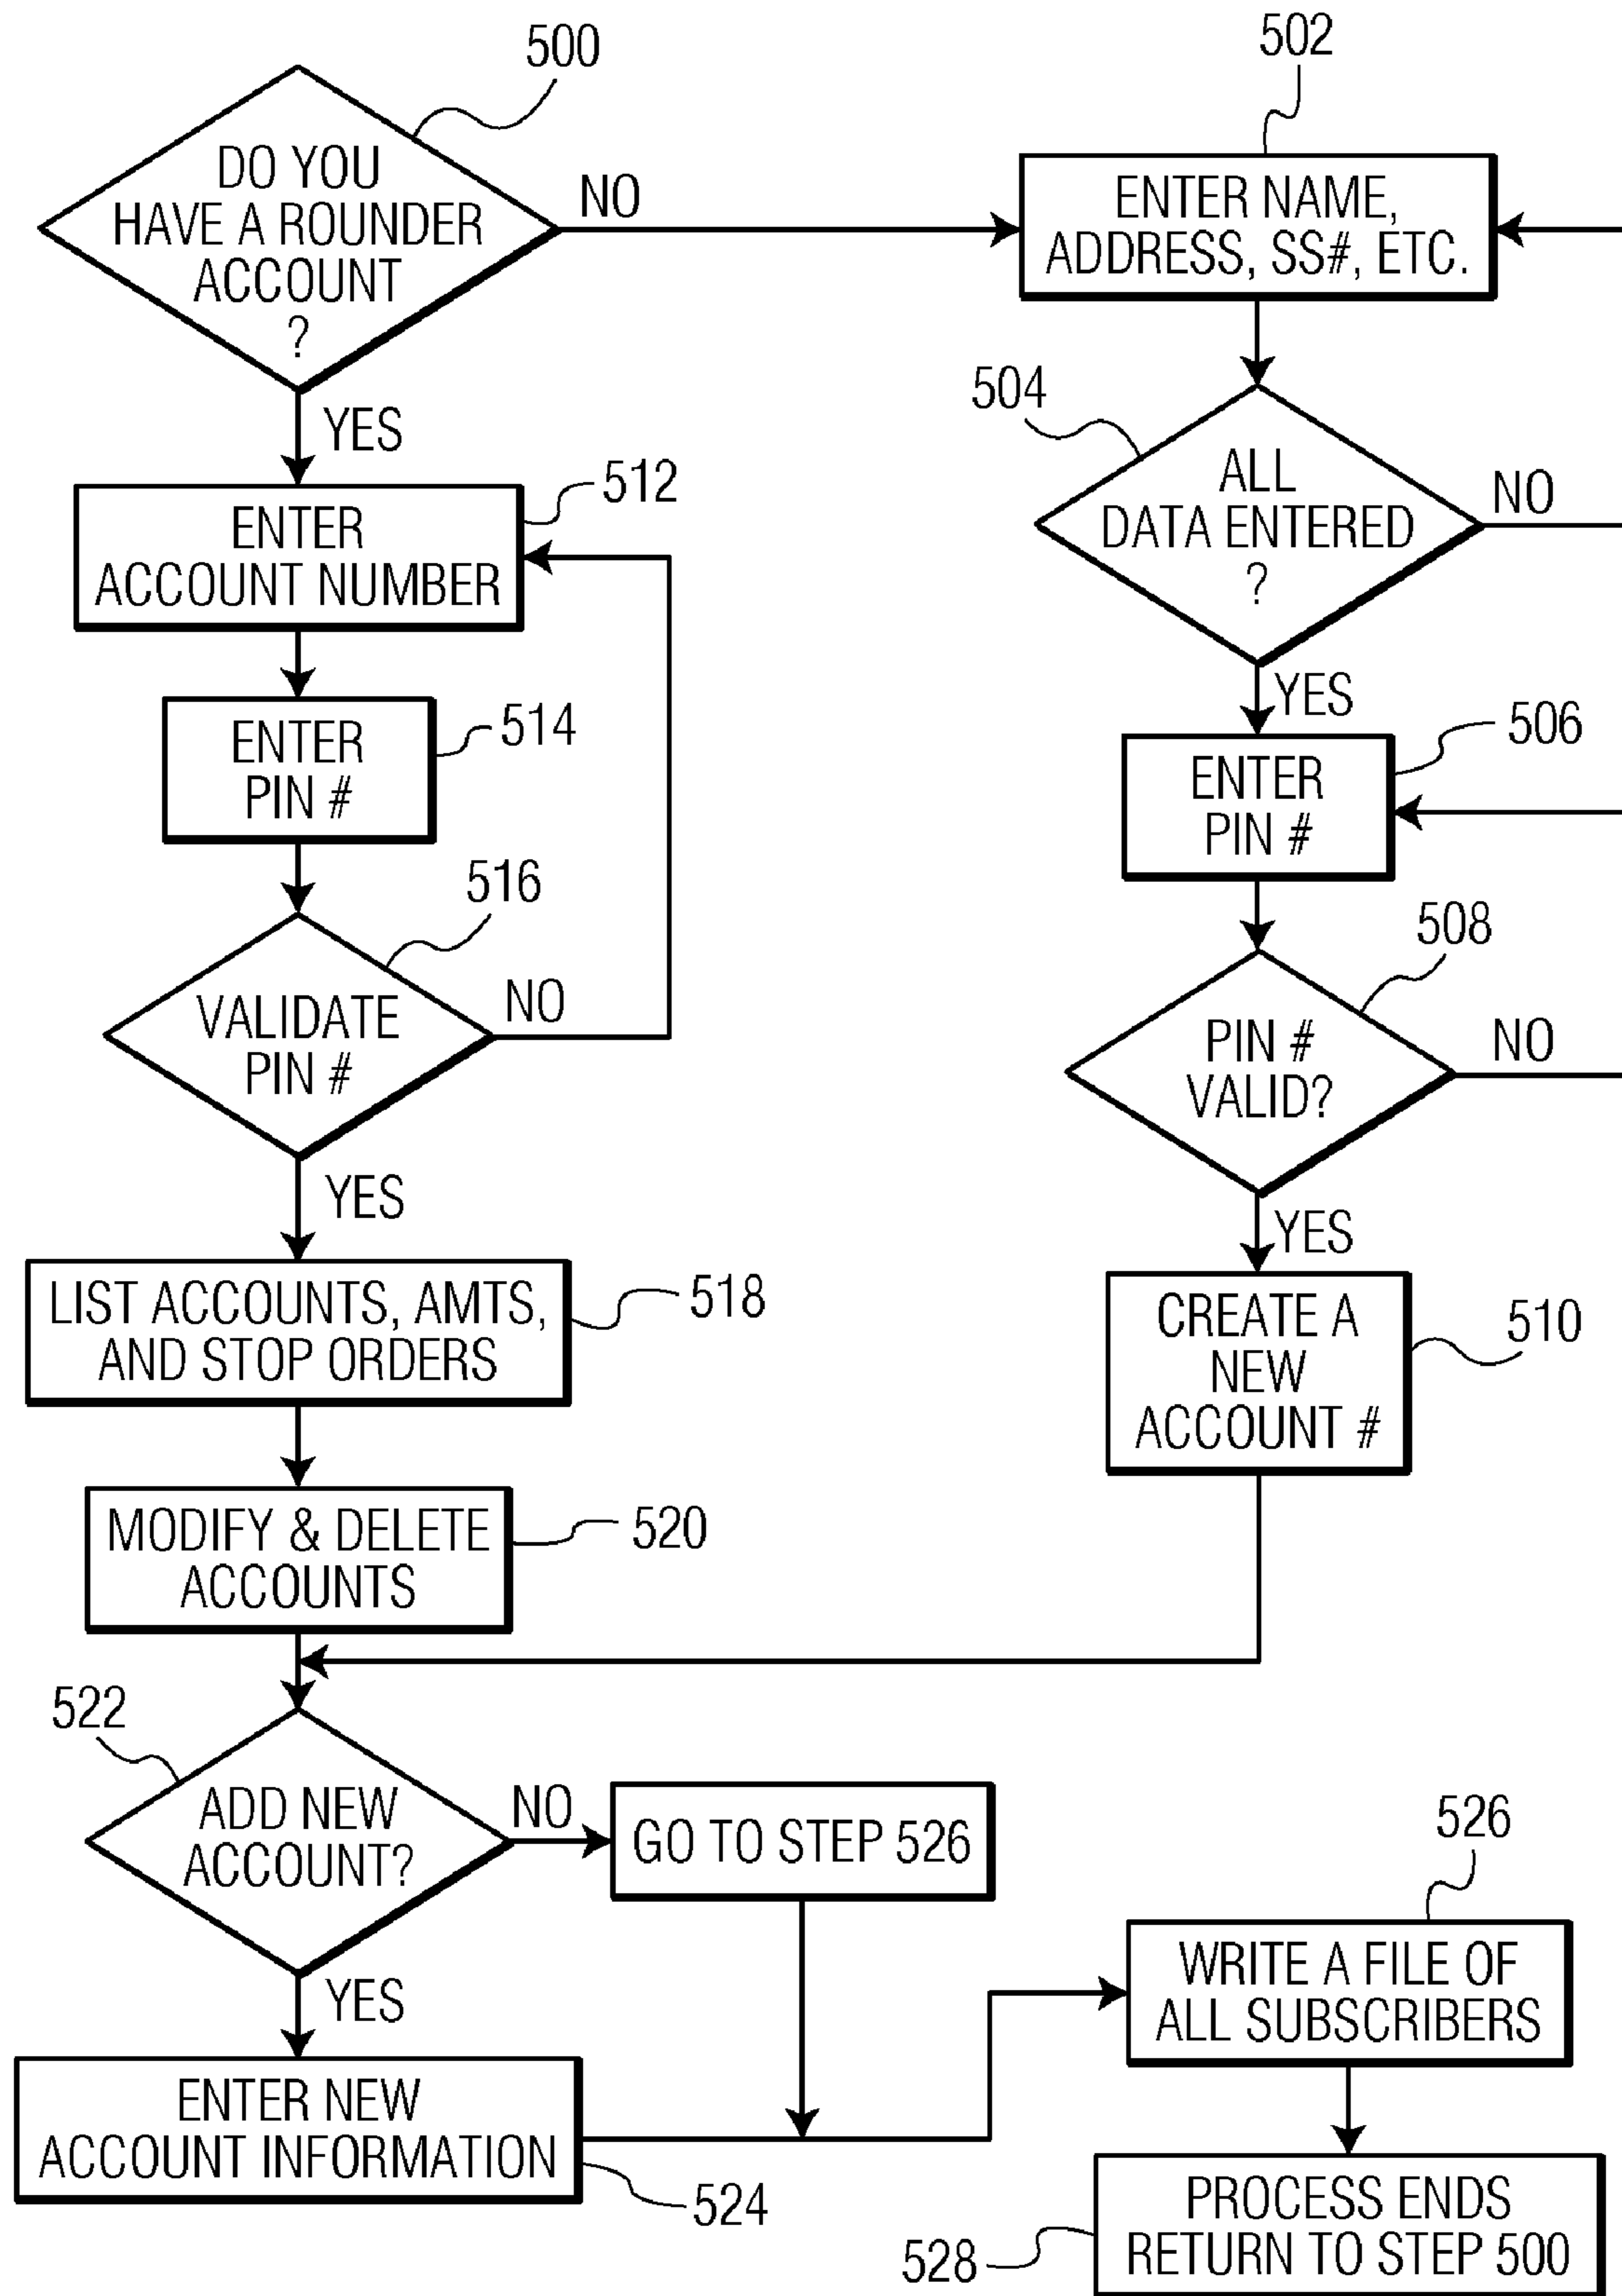 500
DO YOU
HAVE A ROUNDER
ACCOUNT
?
NO
YES
502
ENTER NAME,
ADDRESS, SS#, ETC.
504
ALL
DATA ENTERED
?
NO
YES
512
ENTER
ACCOUNT NUMBER
514
ENTER
PIN #
506
ENTER
PIN #
516
VALIDATE
PIN #
NO
YES
508
PIN #
VALID?
NO
YES
518
LIST ACCOUNTS, AMTS,
AND STOP ORDERS
510
CREATE A
NEW
ACCOUNT #
520
MODIFY & DELETE
ACCOUNTS
522
ADD NEW
ACCOUNT?
NO
GO TO STEP 526
YES
526
WRITE A FILE OF
ALL SUBSCRIBERS
ENTER NEW
ACCOUNT INFORMATION
524
PROCESS ENDS
RETURN TO STEP 500
528